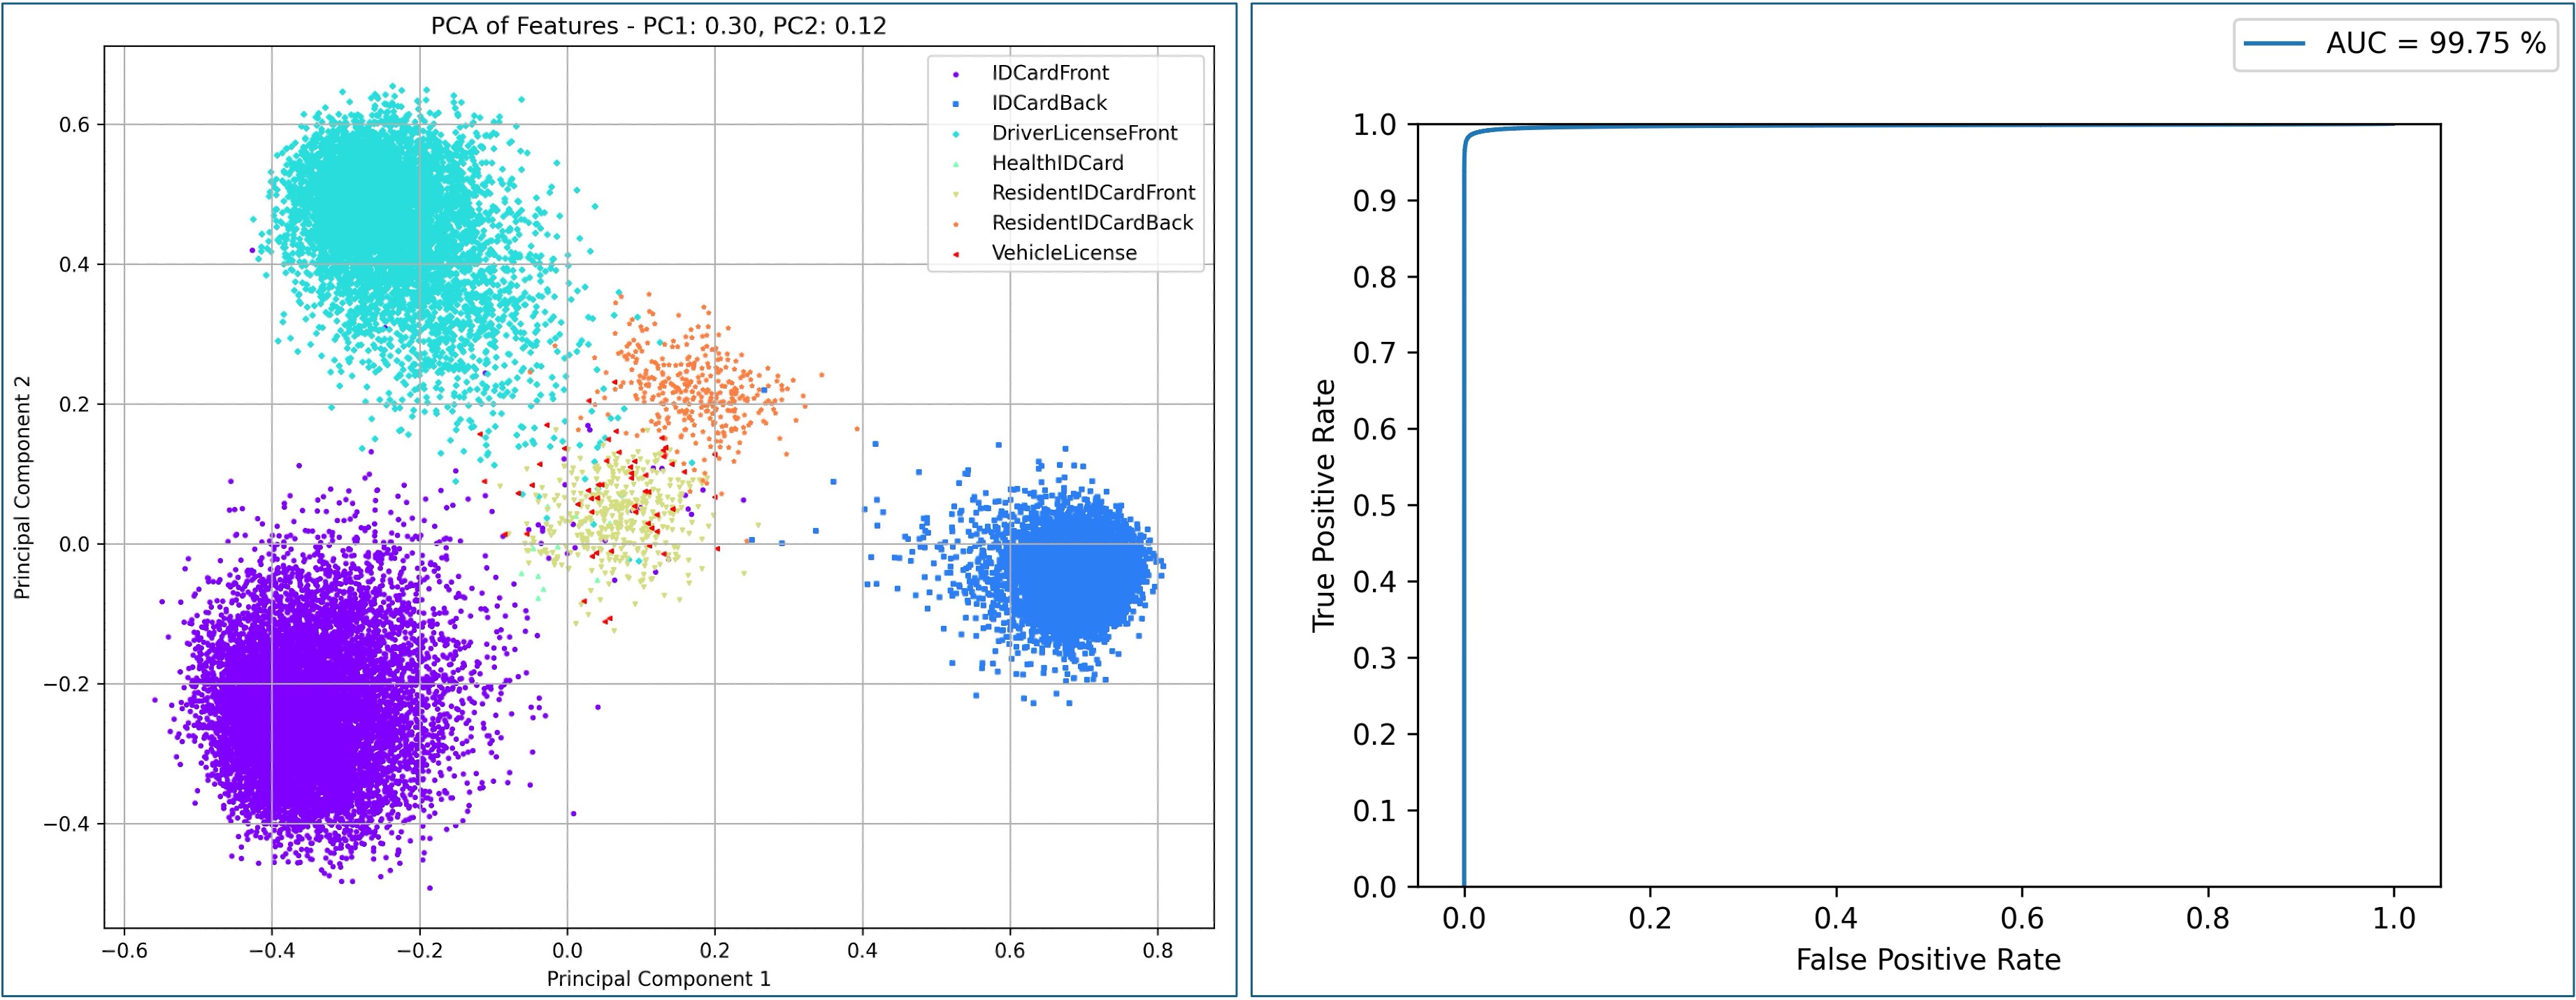 PCA of Features - PC1: 0.30, PC2: 0.12
IDCardFront
IDCardBack
DriverLicenseFront
HealthIDCard
ResidentIDCardFront
ResidentIDCardBack
VehicleLicense
0.6
0.4
0.2
0.0
−0.2
−0.4
Principal Component 2
−0.6 −0.4 −0.2 0.0 0.2 0.4 0.6 0.8
Principal Component 1
AUC = 99.75 %
1.0
0.9
0.8
0.7
0.6
0.5
0.4
0.3
0.2
0.1
0.0
True Positive Rate
0.0 0.2 0.4 0.6 0.8 1.0
False Positive Rate